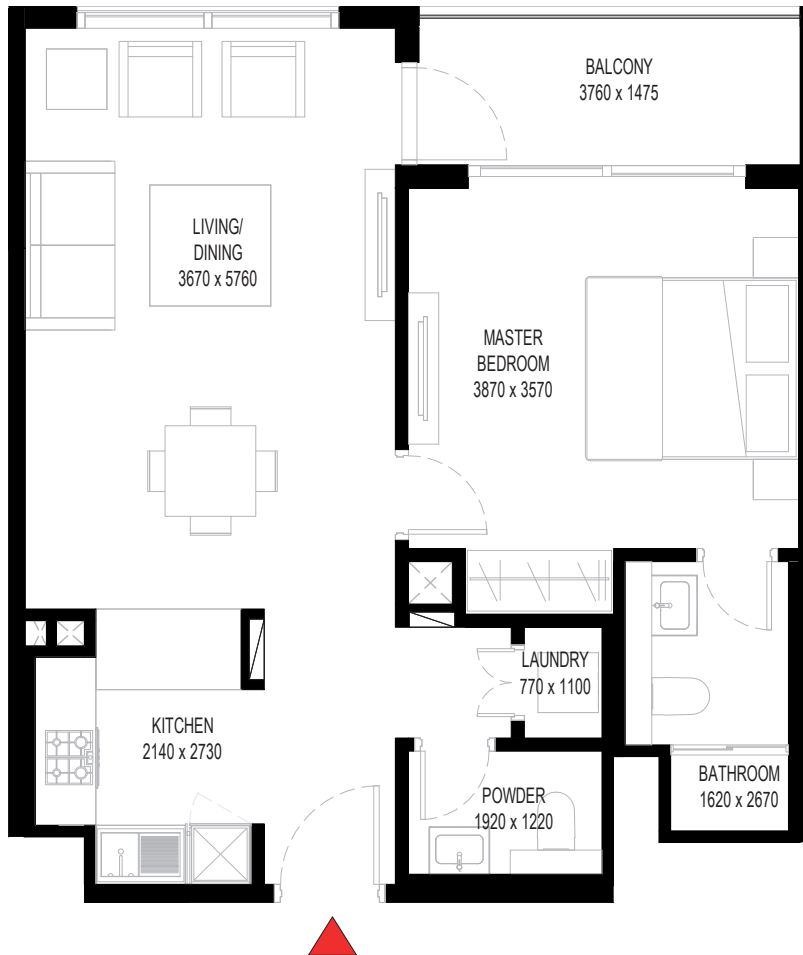 BALCONY
3760 x 1475
LIVING/
DINING
3670 x 5760
MASTER
BEDROOM
3870 x 3570
LAUNDRY
770 x 1100
KITCHEN
2140 x 2730
BATHROOM
1620 x 2670
POWDER
1920 x 1220